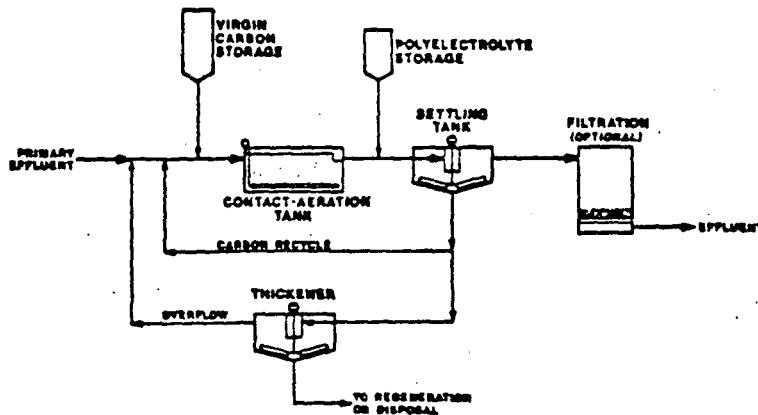 VIRGIN
CARBON
STORAGE
POLYELECTROLYTE
STORAGE
SETTLING
TANK
FILTRATION
(OPTIONAL)
PRIMARY
EFFLUENT
CONTACT-AERATION
TANK
EFFLUENT
CARBON RECYCLE
THICKENER
OVERFLOW
TO REGENERATION
OR DISPOSAL